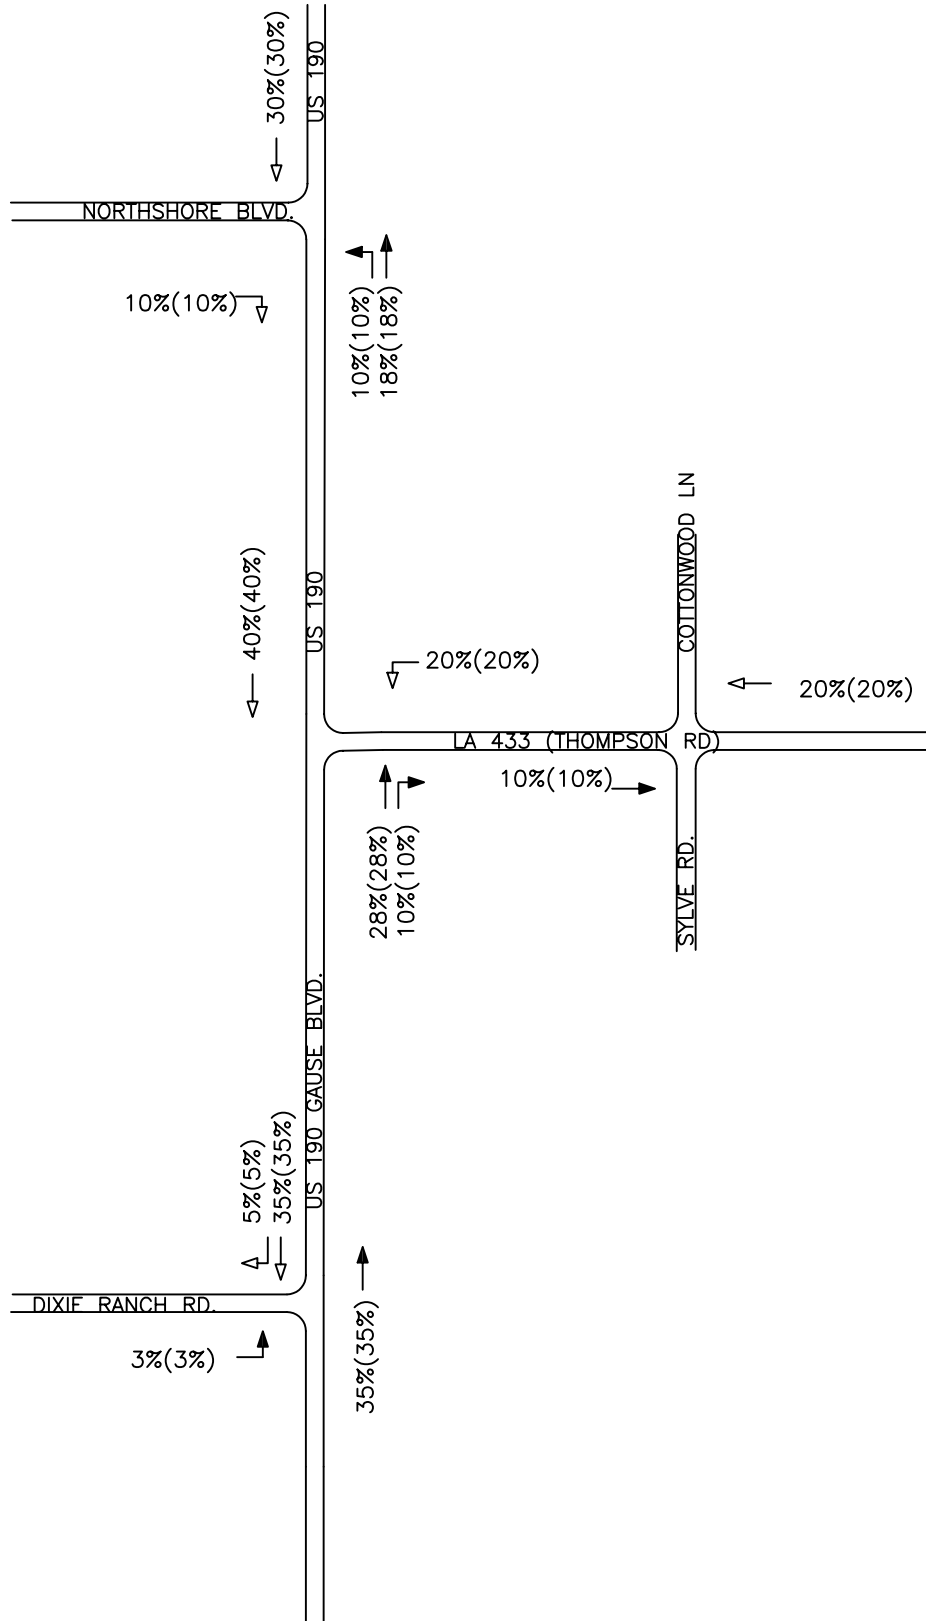 30%(30%)
US 190
NORTHSHORE BLVD.
10%(10%)
10%(10%)
18%(18%)
COTTONWOOD LN
40%(40%)
US 190
20%(20%)
20%(20%)
LA 433 (THOMPSON RD)
10%(10%)
28%(28%)
10%(10%)
SYLVE RD.
US 190 GAUSE BLVD.
5%(5%)
35%(35%)
DIXIE RANCH RD.
3%(3%)
35%(35%)